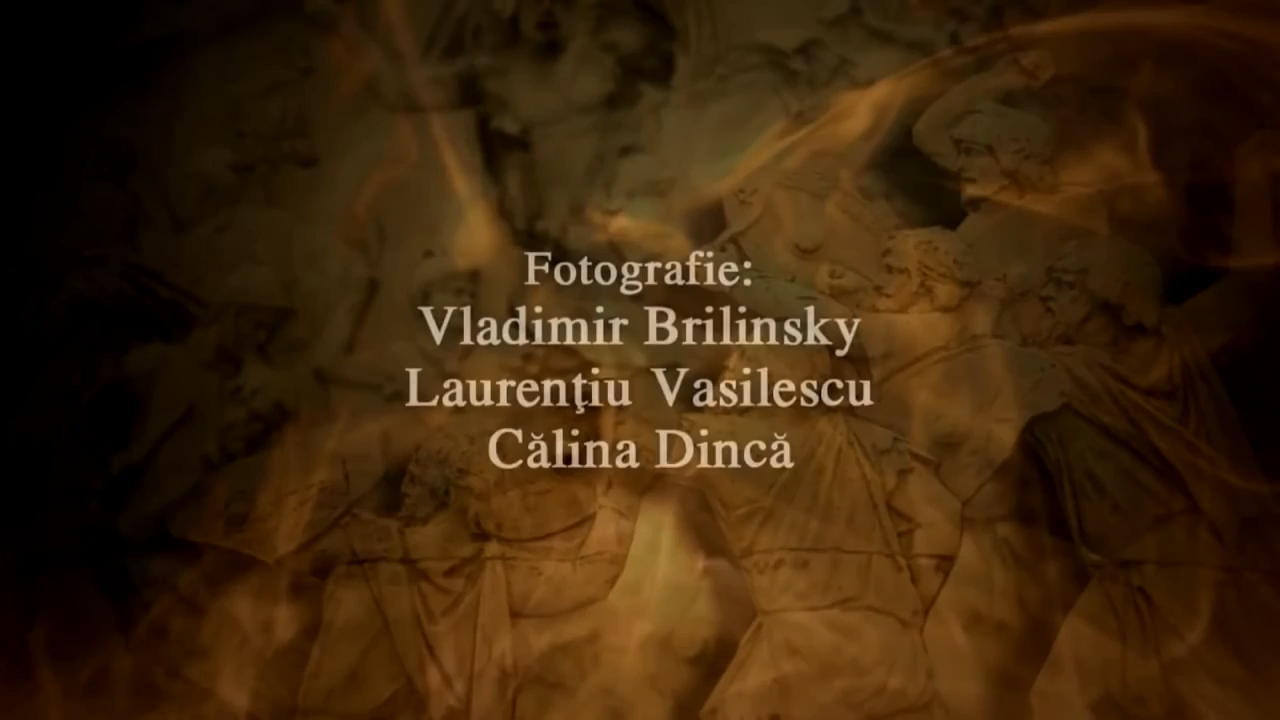 Fotografie:
Vladimir Brilinsky
Laurenţiu Vasilescu
Călina Dincă